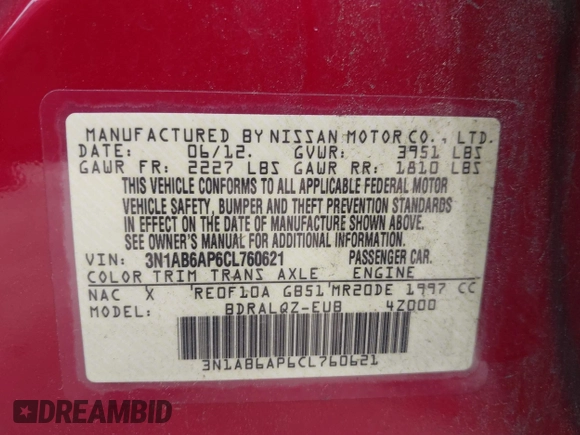 MANUFACTURED BY NISSAN MOTOR CO., LTD.
DATE: 06/12. GVWR: 3951 LBS
GAWR FR: 2227 LBS GAWR RR: 1810 LBS
THIS VEHICLE CONFORMS TO ALL APPLICABLE FEDERAL MOTOR
VEHICLE SAFETY, BUMPER AND THEFT PREVENTION STANDARDS
IN EFFECT ON THE DATE OF MANUFACTURE SHOWN ABOVE.
SEE OWNER'S MANUAL FOR ADDITIONAL INFORMATION.
VIN: 3N1AB6AP6CL760621 PASSENGER CAR.
COLOR TRIM TRANS AXLE ENGINE
NAC X 'RE0F10A GB51'MR20DE 1997 CC
MODEL: BDRALQZ-EUB 4Z000
3N1AB6AP6CL760621
DREAMBID